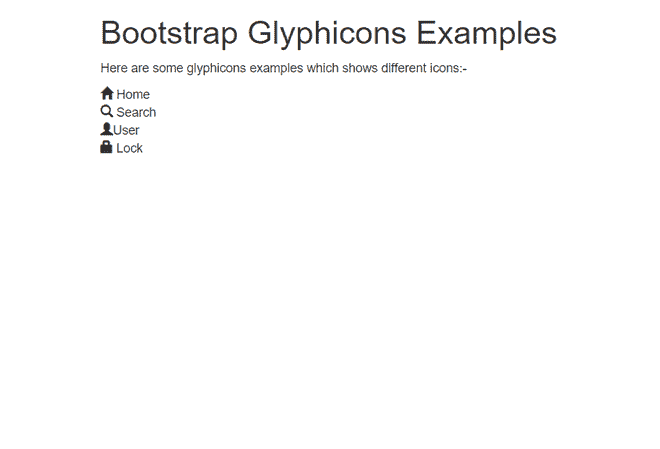 Bootstrap Glyphicons Examples
Here are some glyphicons examples which shows different icons:-
Home
Search
User
Lock